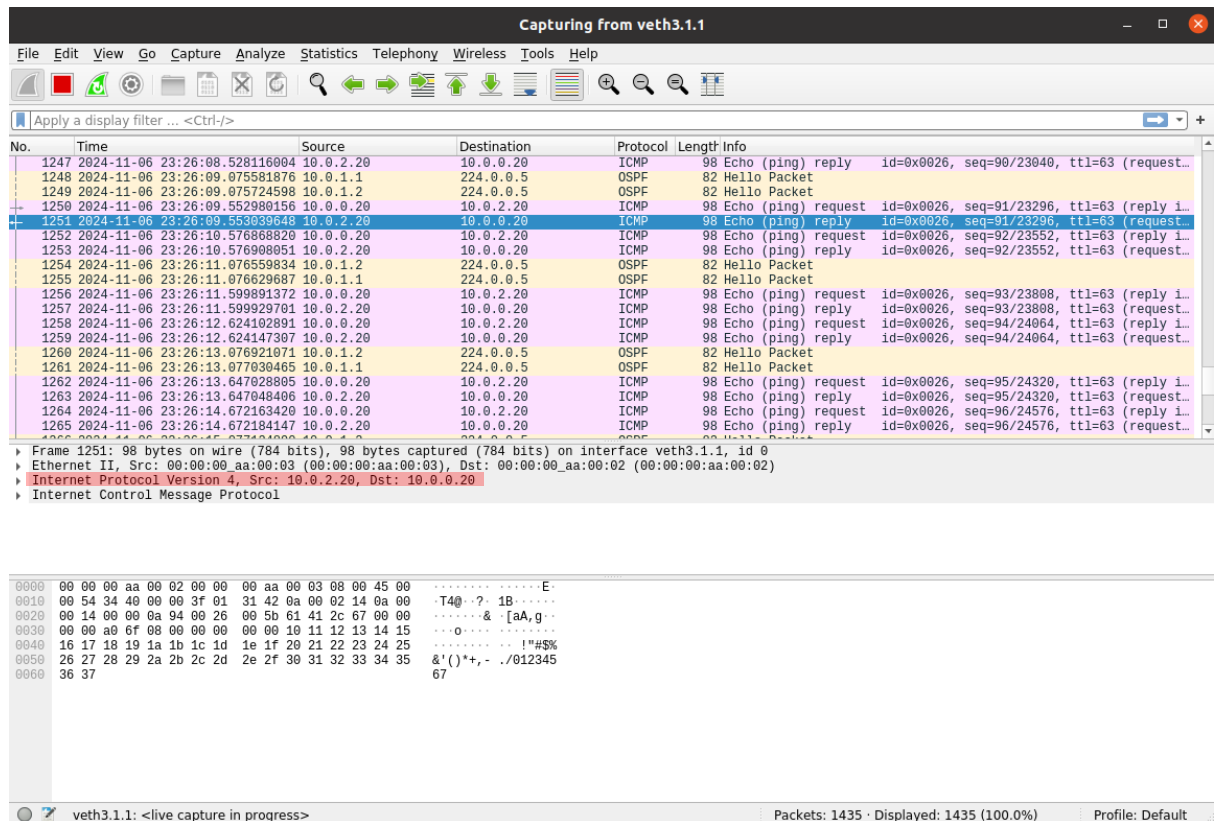 Capturing from veth3.1.1
File Edit View Go Capture Analyze Statistics Telephony Wireless Tools Help
Apply a display filter ... <Ctrl-/>
No. Time Source Destination Protocol Length Info
1247 2024-11-06 23:26:08.528116004 10.0.2.20 10.0.0.20 ICMP 98 Echo (ping) reply id=0x0026, seq=90/23040, ttl=63 (request…
1248 2024-11-06 23:26:09.075581876 10.0.1.1 224.0.0.5 OSPF 82 Hello Packet
1249 2024-11-06 23:26:09.075724598 10.0.1.2 224.0.0.5 OSPF 82 Hello Packet
1250 2024-11-06 23:26:09.552980156 10.0.0.20 10.0.2.20 ICMP 98 Echo (ping) request id=0x0026, seq=91/23296, ttl=63 (reply i…
1251 2024-11-06 23:26:09.553039648 10.0.2.20 10.0.0.20 ICMP 98 Echo (ping) reply id=0x0026, seq=91/23296, ttl=63 (request…
1252 2024-11-06 23:26:10.576868820 10.0.0.20 10.0.2.20 ICMP 98 Echo (ping) request id=0x0026, seq=92/23552, ttl=63 (reply i…
1253 2024-11-06 23:26:10.576908051 10.0.2.20 10.0.0.20 ICMP 98 Echo (ping) reply id=0x0026, seq=92/23552, ttl=63 (request…
1254 2024-11-06 23:26:11.076559834 10.0.1.2 224.0.0.5 OSPF 82 Hello Packet
1255 2024-11-06 23:26:11.076629687 10.0.1.1 224.0.0.5 OSPF 82 Hello Packet
1256 2024-11-06 23:26:11.599891372 10.0.0.20 10.0.2.20 ICMP 98 Echo (ping) request id=0x0026, seq=93/23808, ttl=63 (reply i…
1257 2024-11-06 23:26:11.599929701 10.0.2.20 10.0.0.20 ICMP 98 Echo (ping) reply id=0x0026, seq=93/23808, ttl=63 (request…
1258 2024-11-06 23:26:12.624102891 10.0.0.20 10.0.2.20 ICMP 98 Echo (ping) request id=0x0026, seq=94/24064, ttl=63 (reply i…
1259 2024-11-06 23:26:12.624147307 10.0.2.20 10.0.0.20 ICMP 98 Echo (ping) reply id=0x0026, seq=94/24064, ttl=63 (request…
1260 2024-11-06 23:26:13.076921071 10.0.1.2 224.0.0.5 OSPF 82 Hello Packet
1261 2024-11-06 23:26:13.077030465 10.0.1.1 224.0.0.5 OSPF 82 Hello Packet
1262 2024-11-06 23:26:13.647028805 10.0.0.20 10.0.2.20 ICMP 98 Echo (ping) request id=0x0026, seq=95/24320, ttl=63 (reply i…
1263 2024-11-06 23:26:13.647048406 10.0.2.20 10.0.0.20 ICMP 98 Echo (ping) reply id=0x0026, seq=95/24320, ttl=63 (request…
1264 2024-11-06 23:26:14.672163420 10.0.0.20 10.0.2.20 ICMP 98 Echo (ping) request id=0x0026, seq=96/24576, ttl=63 (reply i…
1265 2024-11-06 23:26:14.672184147 10.0.2.20 10.0.0.20 ICMP 98 Echo (ping) reply id=0x0026, seq=96/24576, ttl=63 (request…
Frame 1251: 98 bytes on wire (784 bits), 98 bytes captured (784 bits) on interface veth3.1.1, id 0
Ethernet II, Src: 00:00:00_aa:00:03 (00:00:00:aa:00:03), Dst: 00:00:00_aa:00:02 (00:00:00:aa:00:02)
Internet Protocol Version 4, Src: 10.0.2.20, Dst: 10.0.0.20
Internet Control Message Protocol
0000 00 00 00 aa 00 02 00 00 00 aa 00 03 08 00 45 00 ········ ······E·
0010 00 54 34 40 00 00 3f 01 31 42 0a 00 02 14 0a 00 ·T4@··?· 1B······
0020 00 14 00 00 0a 94 00 26 00 5b 61 41 2c 67 00 00 ·······& ·[aA,g··
0030 00 00 a0 6f 08 00 00 00 00 00 10 11 12 13 14 15 ···o···· ········
0040 16 17 18 19 1a 1b 1c 1d 1e 1f 20 21 22 23 24 25 ········ ·· !"#$%
0050 26 27 28 29 2a 2b 2c 2d 2e 2f 30 31 32 33 34 35 &'()*+,- ./012345
0060 36 37 67
veth3.1.1: <live capture in progress> Packets: 1435 · Displayed: 1435 (100.0%) Profile: Default